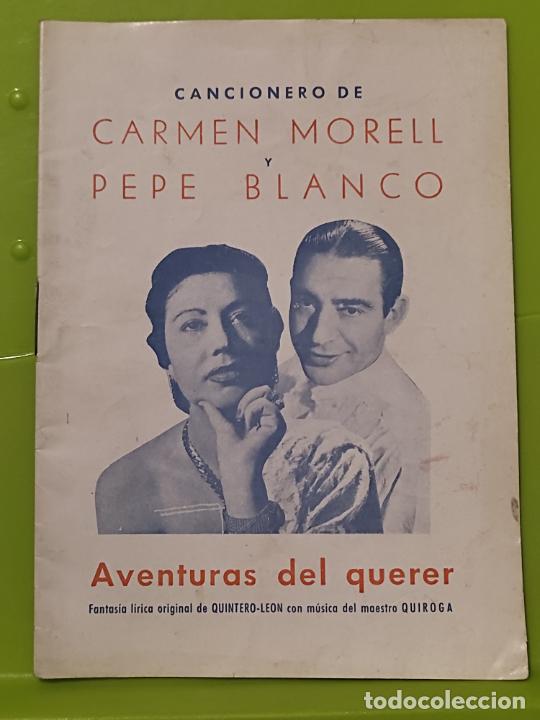 CANCIONERO DE
CARMEN MORELL
Y
PEPE BLANCO
Aventuras del querer
Fantasía lírica original de QUINTERO-LEON con música del maestro QUIROGA
todocoleccion